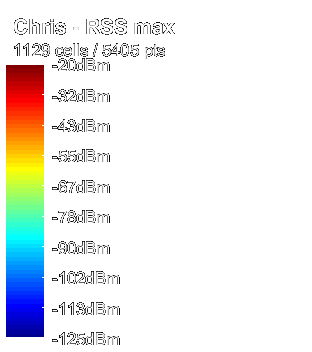 Chris - RSS max
1129 cells / 5405 pts
-20dBm
-32dBm
-43dBm
-55dBm
-67dBm
-78dBm
-90dBm
-102dBm
-113dBm
-125dBm